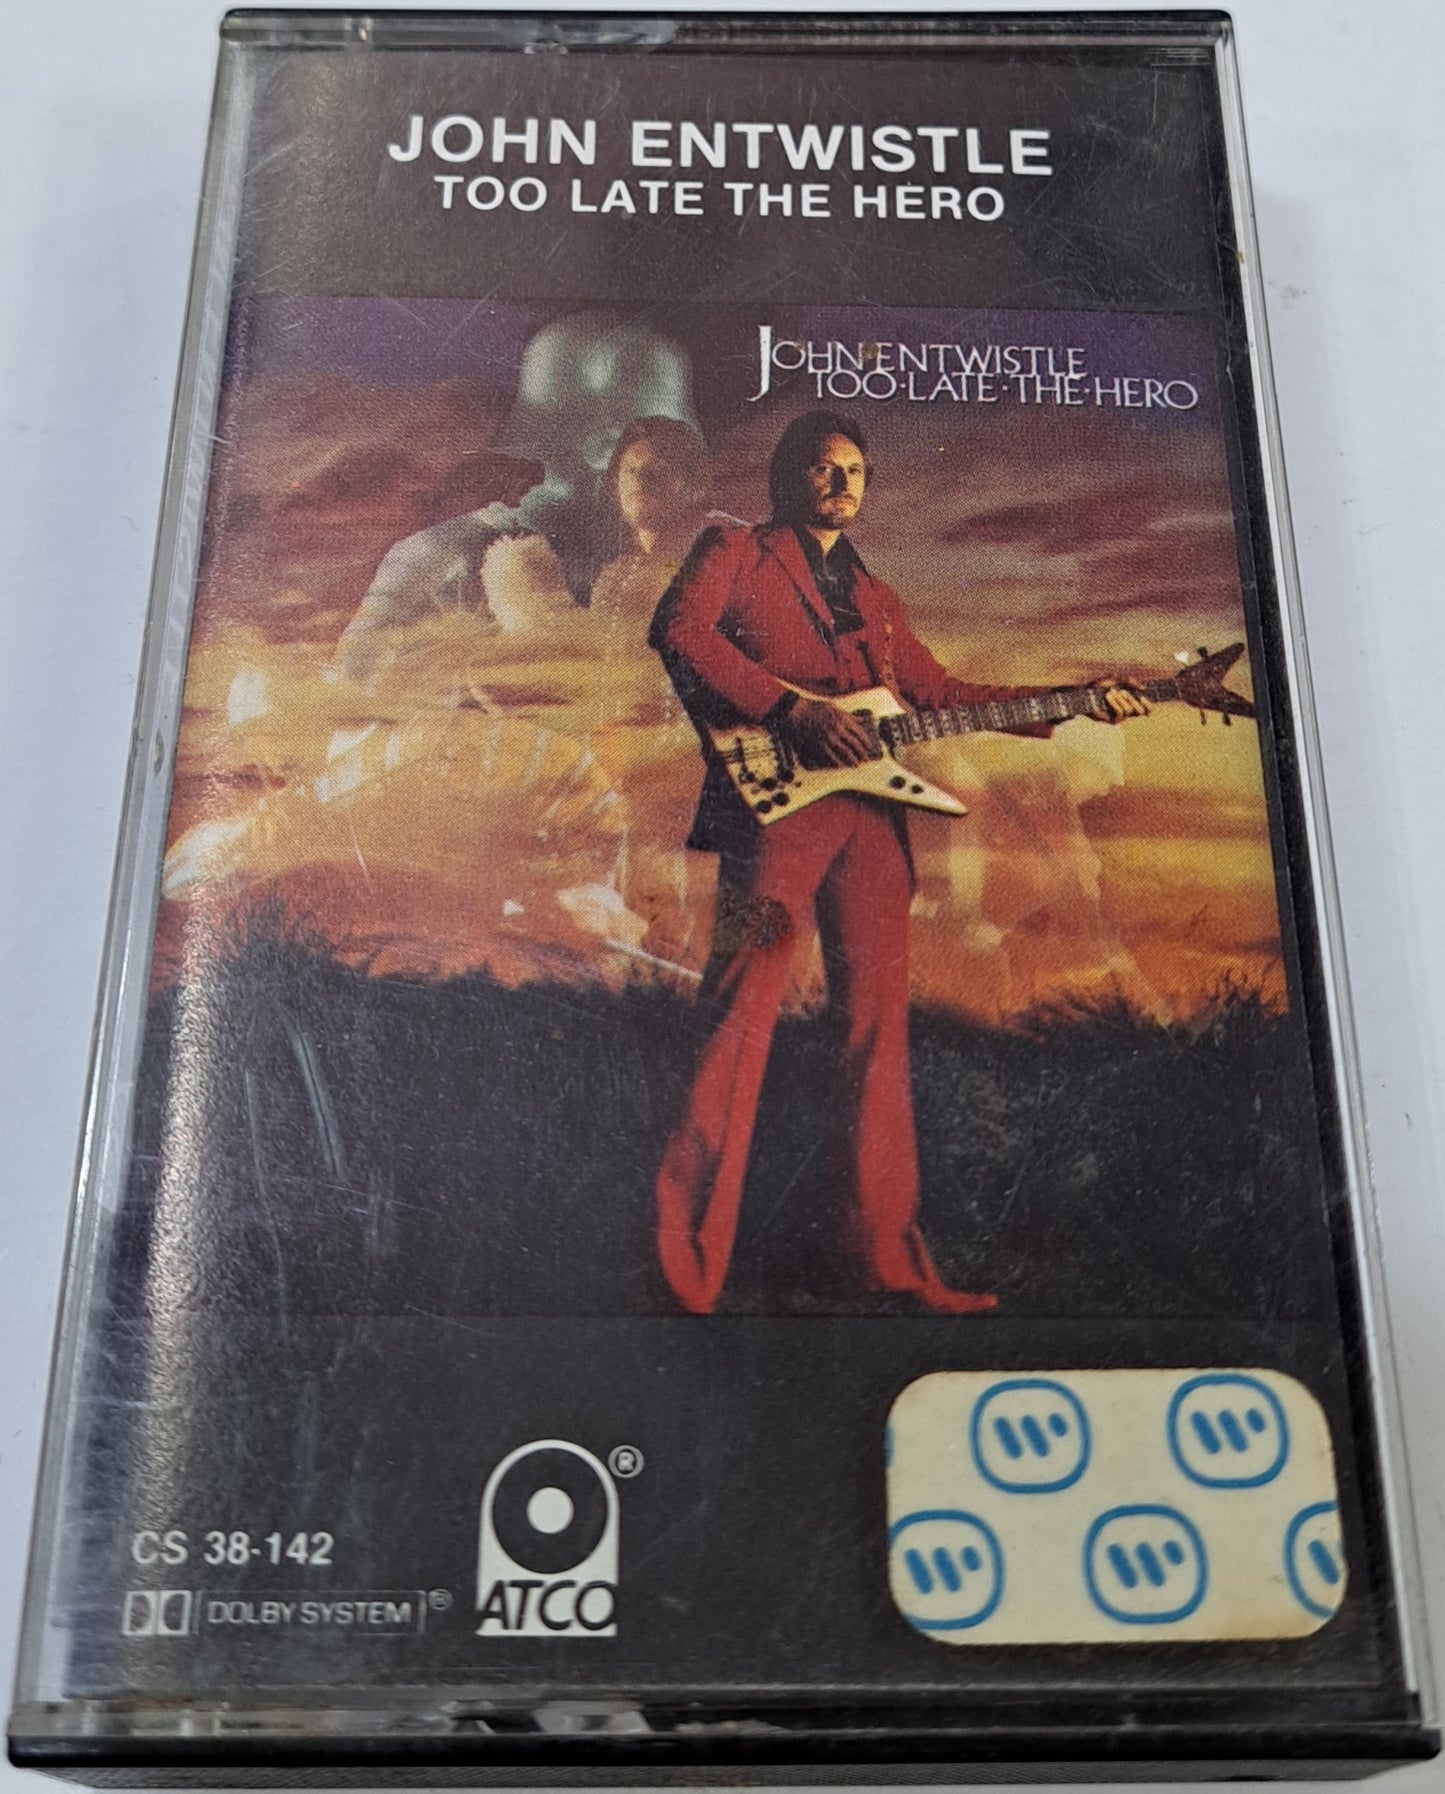 JOHN ENTWISTLE
TOO LATE THE HERO
JOHN ENTWISTLE
TOO·LATE·THE·HERO
®
CS 38-142
DOLBY SYSTEM®
ATCO